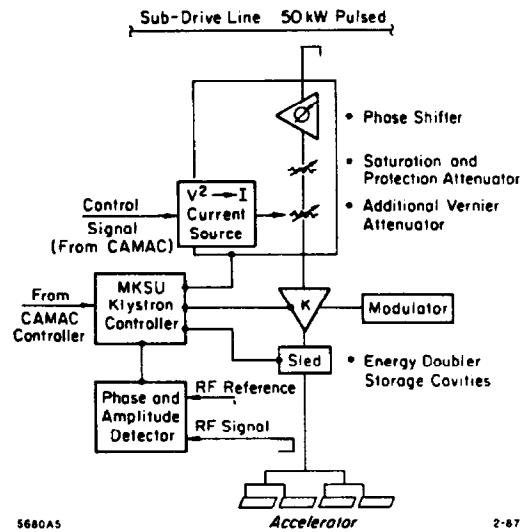 Sub-Drive Line 50 kW Pulsed
Phase Shifter
Saturation and
Protection Attenuator
Additional Vernier
Attenuator
V² → I
Current
Source
Control
Signal
(From CAMAC)
From
CAMAC
Controller
MKSU
Klystron
Controller
K
Modulator
Sled
Energy Doubler
Storage Cavities
Phase and
Amplitude
Detector
RF Reference
RF Signal
Accelerator
5680A5
2-87